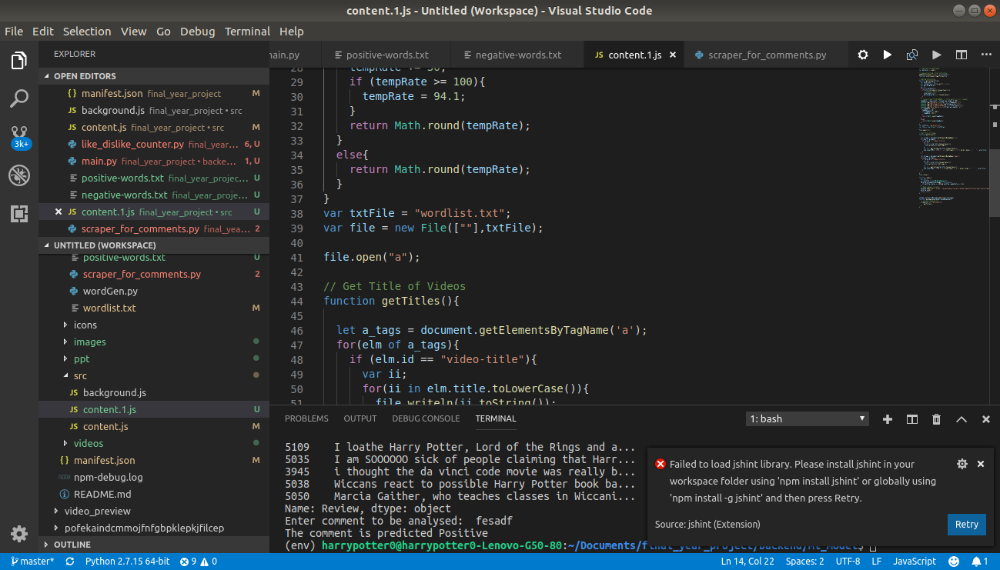 content.1.js - Untitled (Workspace) - Visual Studio Code
File Edit Selection View Go Debug Terminal Help
EXPLORER
OPEN EDITORS
{} manifest.json final_year_project M
JS background.js final_year_project • src
JS content.js final_year_project • src M
like_dislike_counter.py final_year... 6, U
main.py final_year_project • backe... 1, U
positive-words.txt final_year_projec... U
negative-words.txt final_year_proje... U
JS content.1.js final_year_project • src U
scraper_for_comments.py final_yea... 2
UNTITLED (WORKSPACE)
positive-words.txt U
scraper_for_comments.py 2
wordGen.py
wordlist.txt M
icons
images
ppt
src
JS background.js
JS content.1.js U
JS content.js M
videos
{} manifest.json M
npm-debug.log
README.md
video_preview
pofekaindcmmojfnfgbpklepkjfilcep
OUTLINE
3k+
main.py positive-words.txt negative-words.txt JS content.1.js scraper_for_comments.py
28 tempRate += 30;
29 if (tempRate >= 100){
30 tempRate = 94.1;
31 }
32 return Math.round(tempRate);
33 }
34 else{
35 return Math.round(tempRate);
36 }
37 }
38 var txtFile = "wordlist.txt";
39 var file = new File([""],txtFile);
40
41 file.open("a");
42
43 // Get Title of Videos
44 function getTitles(){
45
46 let a_tags = document.getElementsByTagName('a');
47 for(elm of a_tags){
48 if (elm.id == "video-title"){
49 var ii;
50 for(ii in elm.title.toLowerCase()){
51 file.writeln(ii.toString());
PROBLEMS OUTPUT DEBUG CONSOLE TERMINAL 1: bash
5109 I loathe Harry Potter, Lord of the Rings and a...
5035 I am SOOOOOO sick of people claiming that Harr...
3945 i thought the da vinci code movie was really b...
5038 Wiccans react to possible Harry Potter book ba...
5050 Marcia Gaither, who teaches classes in Wiccani...
Name: Review, dtype: object
Enter comment to be analysed: fesadf
The comment is predicted Positive
(env) harrypotter0@harrypotter0-Lenovo-G50-80:~/Documents/final_year_project/backend/ML_Model$
Failed to load jshint library. Please install jshint in your
workspace folder using 'npm install jshint' or globally using
'npm install -g jshint' and then press Retry.
Source: jshint (Extension) Retry
master* Python 2.7.15 64-bit 9 0 Ln 14, Col 22 Spaces: 2 UTF-8 LF JavaScript 1